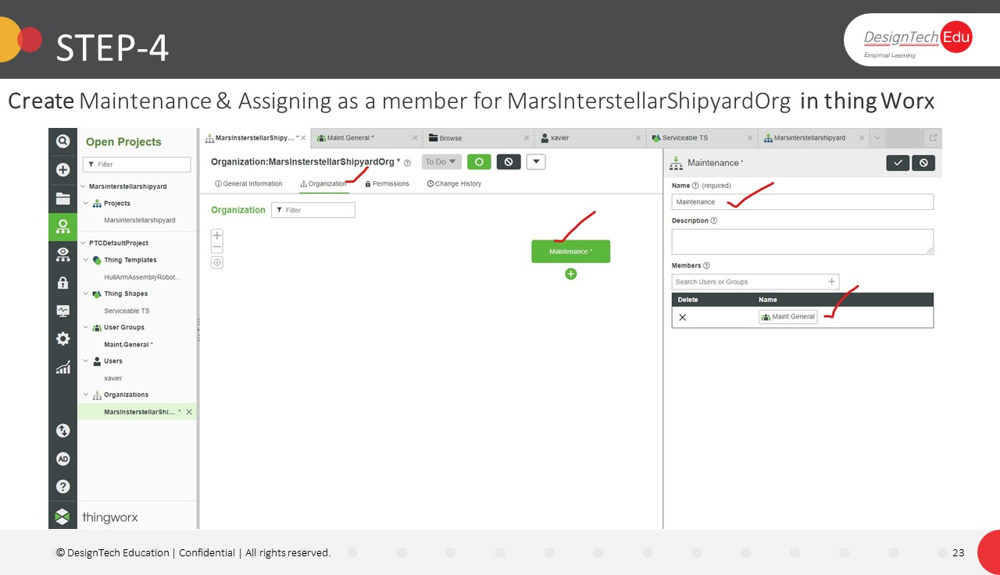 STEP-4
DesignTech Edu
Empirical Learning
Create Maintenance & Assigning as a member for MarsInterstellarShipyardOrg in thing Worx
Open Projects
Filter
Marsinterstellarshipyard
Projects
Marsinterstellarshipyard
PTCDefaultProject
Thing Templates
HullArmAssemblyRobot...
Thing Shapes
Serviceable TS
User Groups
Maint.General *
Users
xavier
Organizations
MarsInsterstellarShi... *
AD
thingworx
MarsInsterstellarShipy... *
Maint.General *
Browse
xavier
Serviceable TS
Marsinterstellarshipyard
Organization:MarsInsterstellarShipyardOrg *
To Do
General Information
Organization
Permissions
Change History
Organization
Filter
Maintenance *
Maintenance *
Name (required)
Maintenance
Description
Members
Search Users or Groups
Delete Name
Maint.General
© DesignTech Education | Confidential | All rights reserved.
23